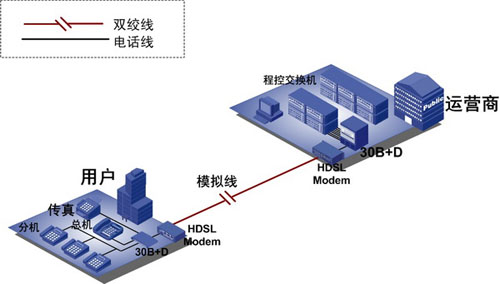 双绞线
电话线
程控交换机
Public
运营商
30B+D
HDSL
Modem
模拟线
用户
传真
总机
分机
30B+D
HDSL
Modem